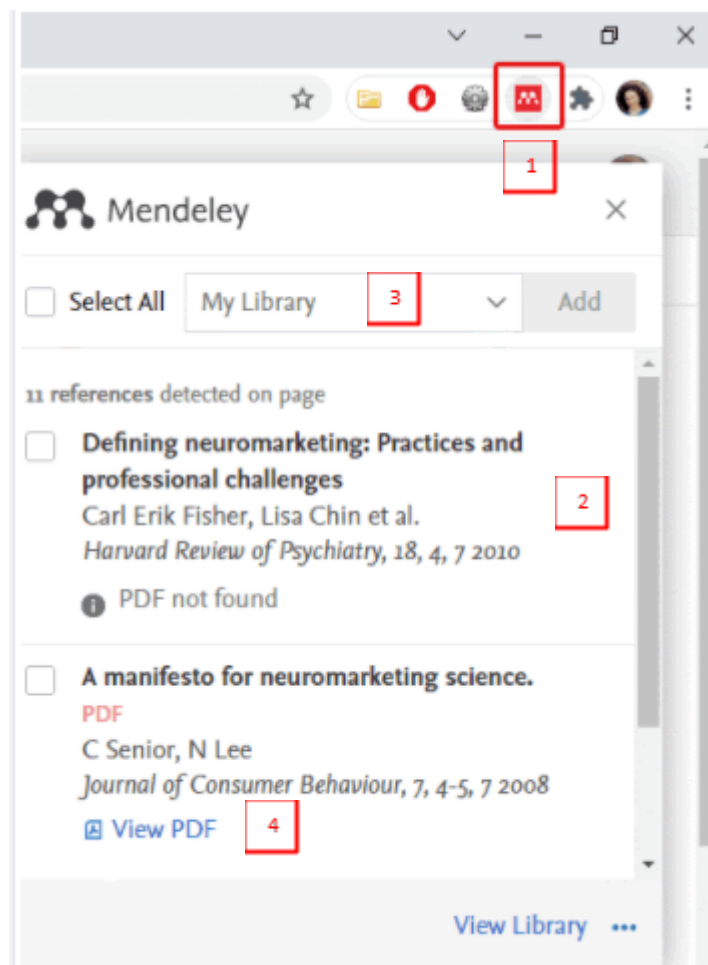 1
Mendeley
Select All
My Library
3
Add
11 references detected on page
Defining neuromarketing: Practices and
professional challenges
2
Carl Erik Fisher, Lisa Chin et al.
Harvard Review of Psychiatry, 18, 4, 7 2010
PDF not found
A manifesto for neuromarketing science.
PDF
C Senior, N Lee
Journal of Consumer Behaviour, 7, 4-5, 7 2008
View PDF
4
View Library